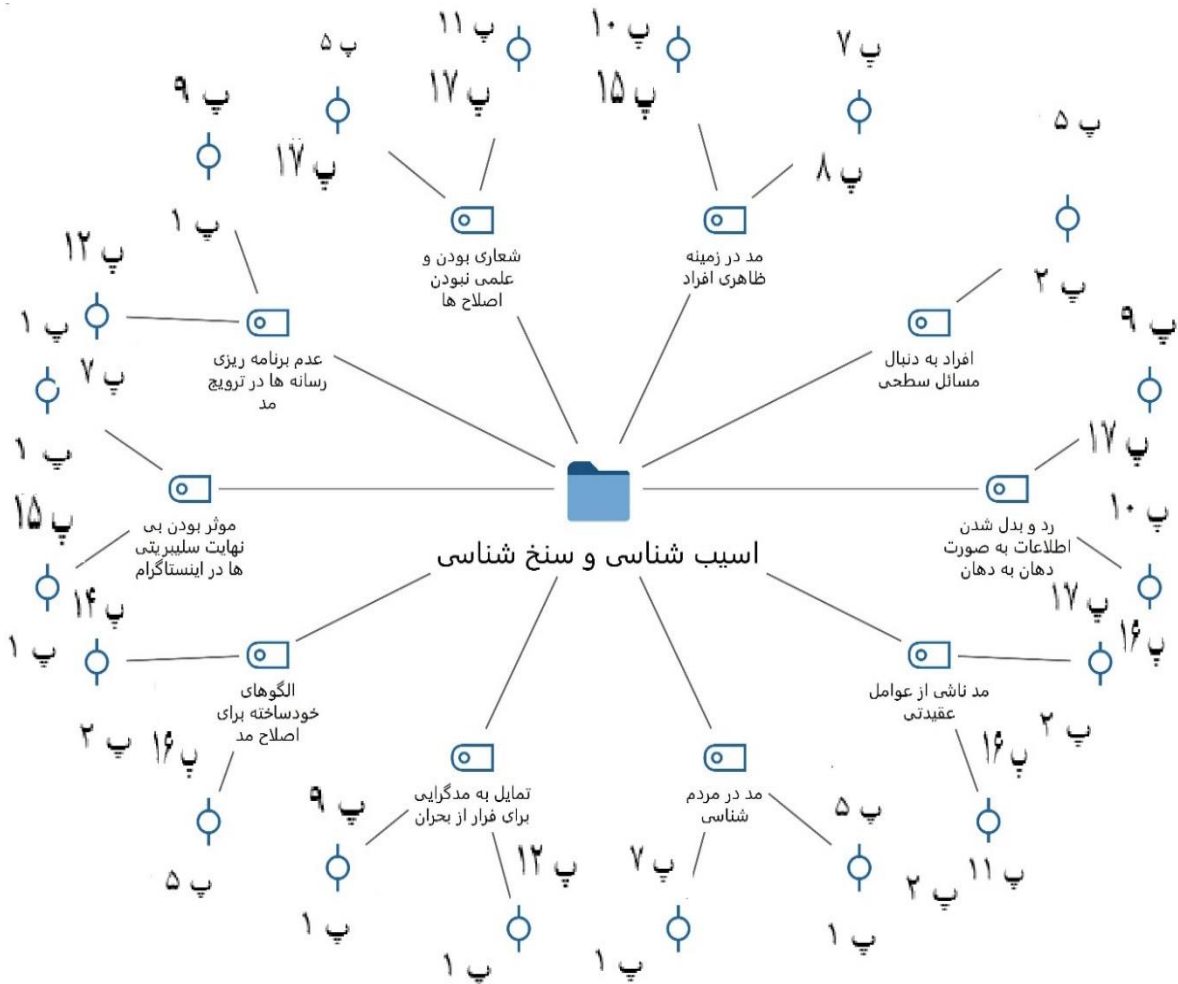 پ ۱۱
پ ۱۰
پ ۵
پ ۷
پ ۹
پ ۱۷
پ ۱۵
پ ۵
پ ۱۷
پ ۸
پ ۱
پ ۱۲
شعاری بودن و
علمی نبودن
اصلاح ها
مد در زمینه
ظاهری افراد
پ ۲
پ ۹
پ ۱
عدم برنامه ریزی
رسانه ها در ترویج
مد
افراد به دنبال
مسائل سطحی
پ ۷
پ ۱۷
پ ۱
پ ۱۵
موثر بودن بی
نهایت سلیبریتی
ها در اینستاگرام
اسیب شناسی و سنخ شناسی
رد و بدل شدن
اطلاعات به صورت
دهان به دهان
پ ۱۰
پ ۱۷
پ ۱۴
پ ۱
پ ۱۶
الگوهای
خودساخته برای
اصلاح مد
مد ناشی از عوامل
عقیدتی
پ ۲
پ ۱۶
پ ۲
پ ۱۶
تمایل به مدگرایی
برای فرار از بحران
مد در مردم
شناسی
پ ۹
پ ۵
پ ۱۲
پ ۷
پ ۵
پ ۲
پ ۱۱
پ ۱
پ ۱
پ ۱
پ ۱